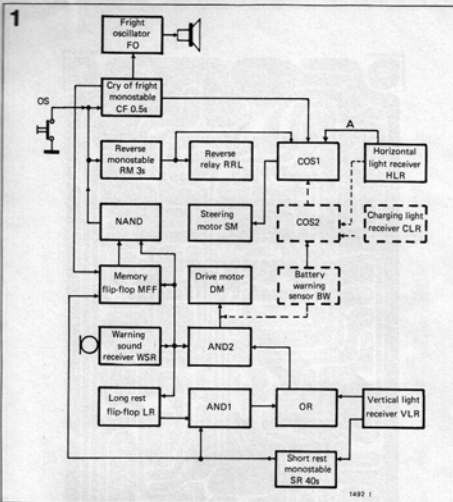 1
Fright
oscillator
FO
OS
Cry of fright
monostable
CF 0.5s
A
Reverse
monostable
RM 3s
Reverse
relay RRL
COS1
Horizontal
light receiver
HLR
NAND
Steering
motor SM
COS2
Charging light
receiver CLR
Memory
flip-flop MFF
Drive motor
DM
Battery
warning
sensor BW
Warning
sound
receiver WSR
AND2
Long rest
flip-flop LR
AND1
OR
Vertical light
receiver VLR
Short rest
monostable
SR 40s
1492 1